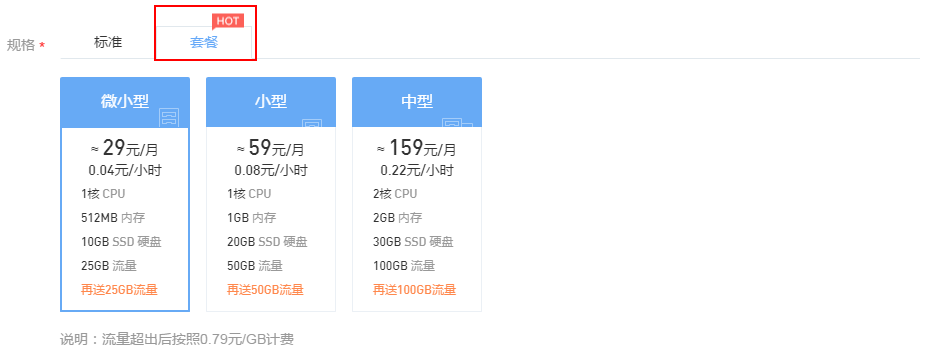 HOT
规格 * 标准 套餐
微小型
≈ 29元/月
0.04元/小时
1核 CPU
512MB 内存
10GB SSD 硬盘
25GB 流量
再送25GB流量
小型
≈ 59元/月
0.08元/小时
1核 CPU
1GB 内存
20GB SSD 硬盘
50GB 流量
再送50GB流量
中型
≈ 159元/月
0.22元/小时
2核 CPU
2GB 内存
30GB SSD 硬盘
100GB 流量
再送100GB流量
说明：流量超出后按照0.79元/GB计费